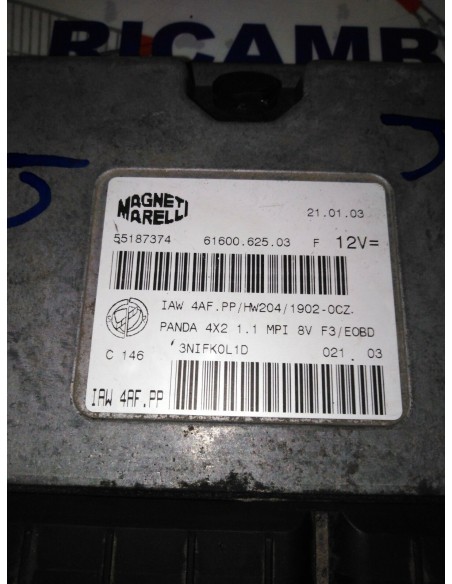 RICAMB
MAGNETI
MARELLI
21.01.03
55187374 61600.625.03 F 12V=
IAW 4AF.PP/HW204/1902-0CZ.
PANDA 4X2 1.1 MPI 8V F3/EOBD
C 146 3NIFK0L1D 021 03
IAW 4AF.PP